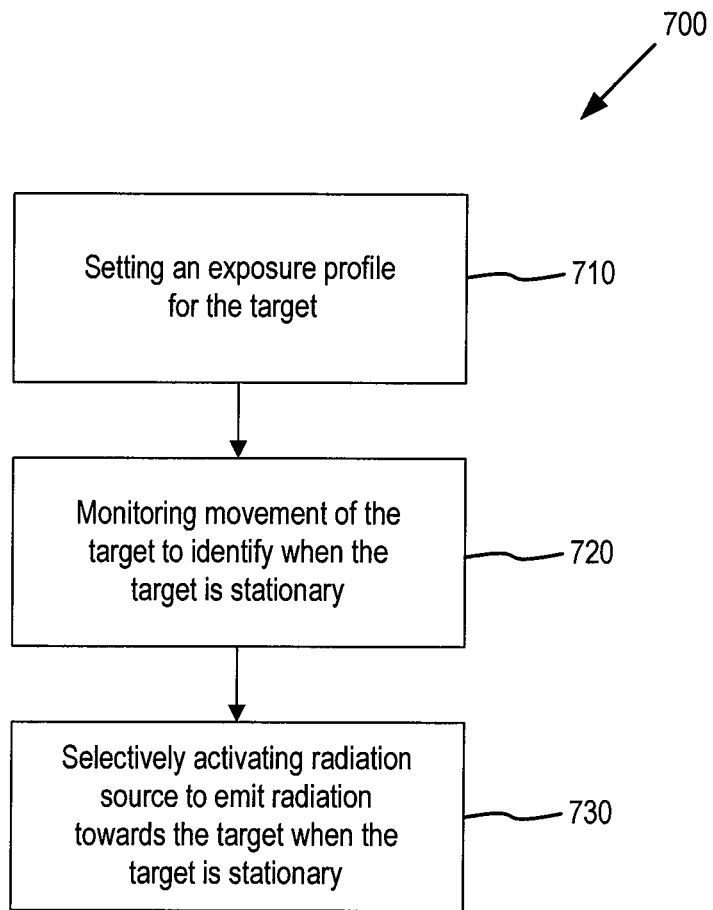 700
Setting an exposure profile
for the target
710
Monitoring movement of the
target to identify when the
target is stationary
720
Selectively activating radiation
source to emit radiation
towards the target when the
target is stationary
730